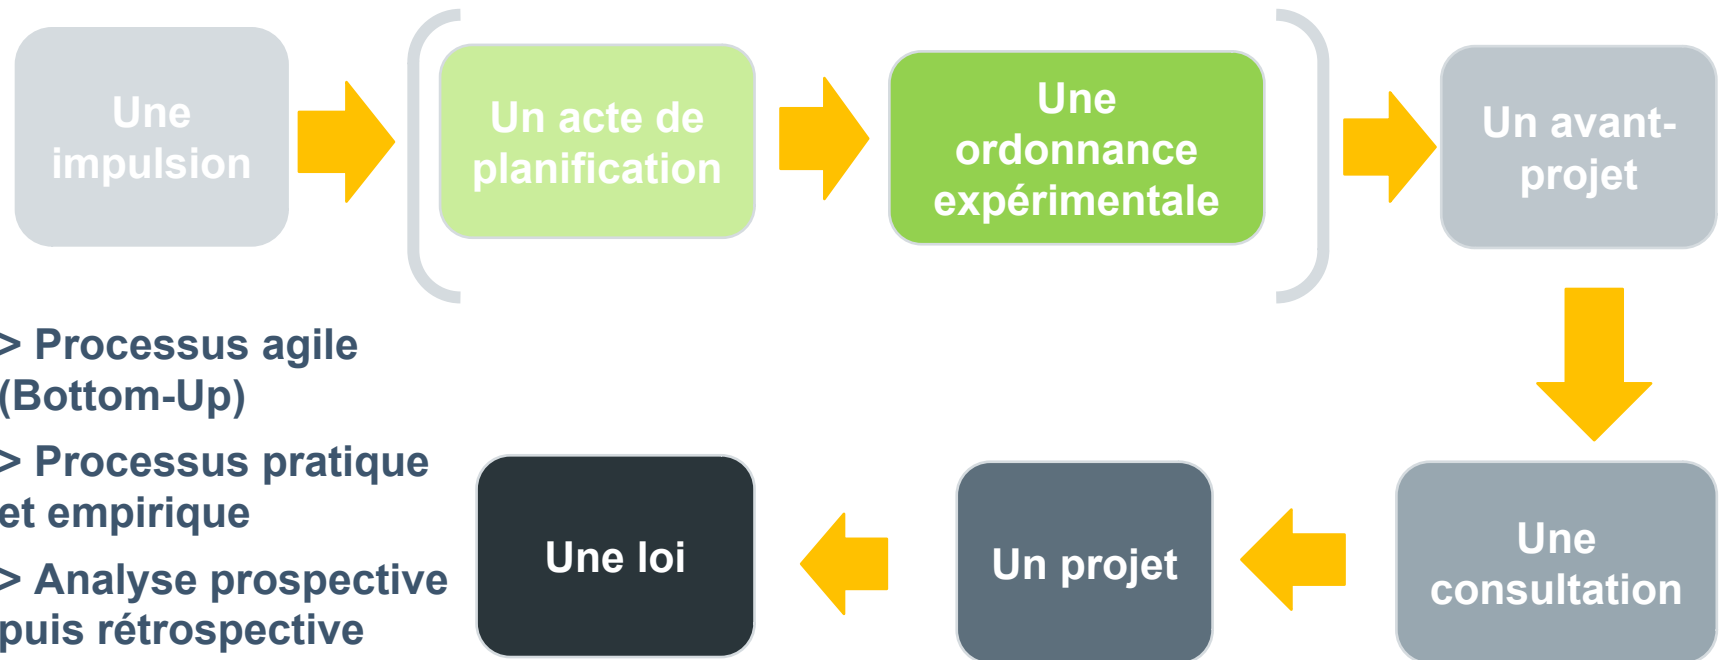 Une
impulsion
Un acte de
planification
Une
ordonnance
expérimentale
Un avant-
projet
> Processus agile
(Bottom-Up)
> Processus pratique
et empirique
> Analyse prospective
puis rétrospective
Une loi
Un projet
Une
consultation